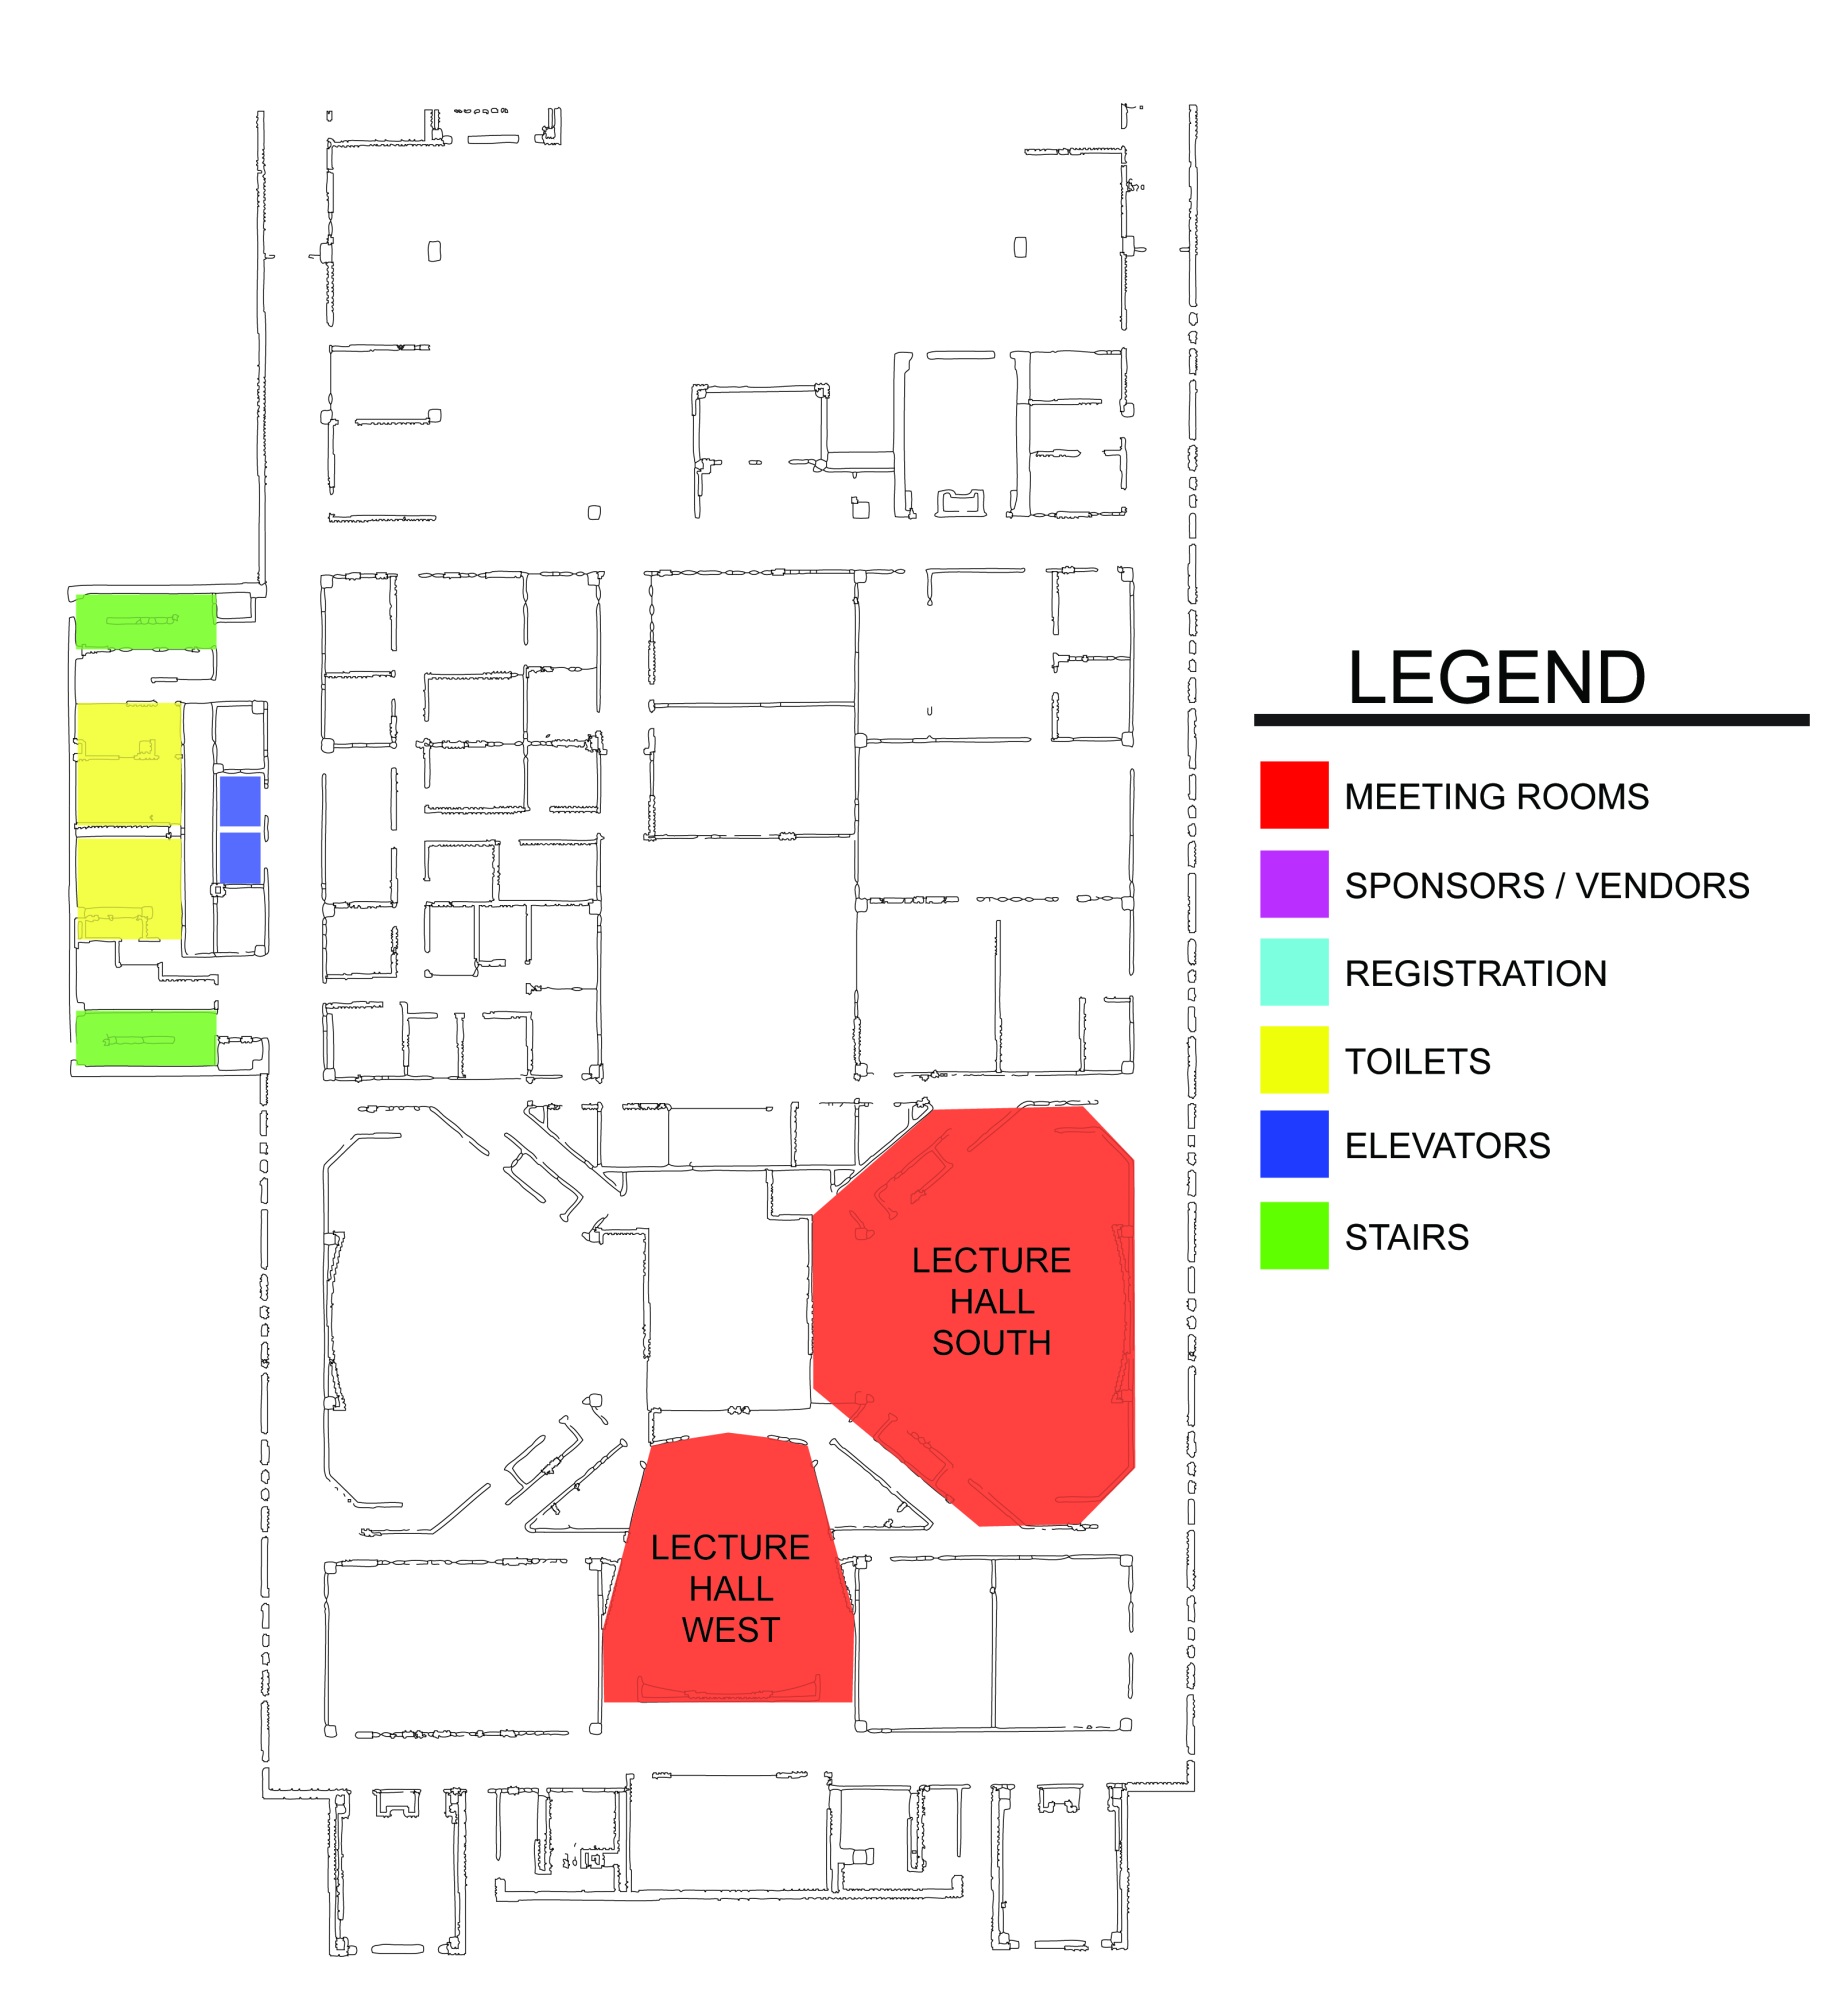 LEGEND
MEETING ROOMS
SPONSORS / VENDORS
REGISTRATION
TOILETS
ELEVATORS
STAIRS
LECTURE
HALL
SOUTH
LECTURE
HALL
WEST